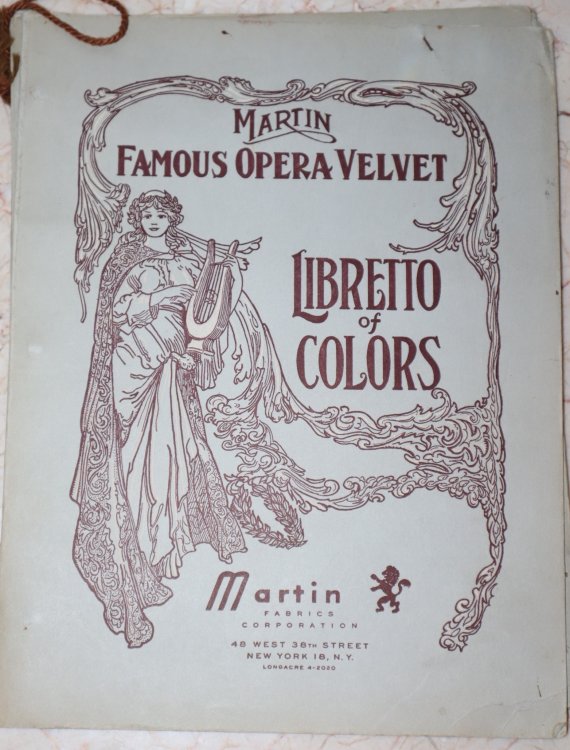 MARTIN
FAMOUS OPERA VELVET
LIBRETTO
of
COLORS
Martin
FABRICS
CORPORATION
48 WEST 38TH STREET
NEW YORK 18, N.Y.
LONGACRE 4-2020